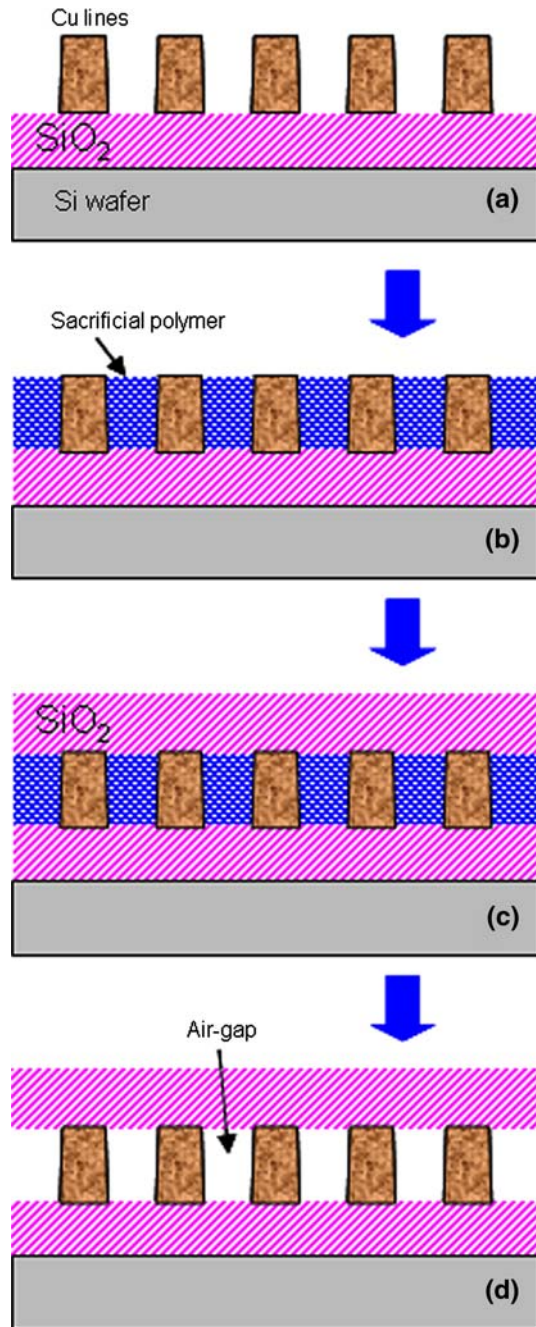 Cu lines
SiO2
Si wafer (a)
Sacrificial polymer
(b)
SiO2
(c)
Air-gap
(d)